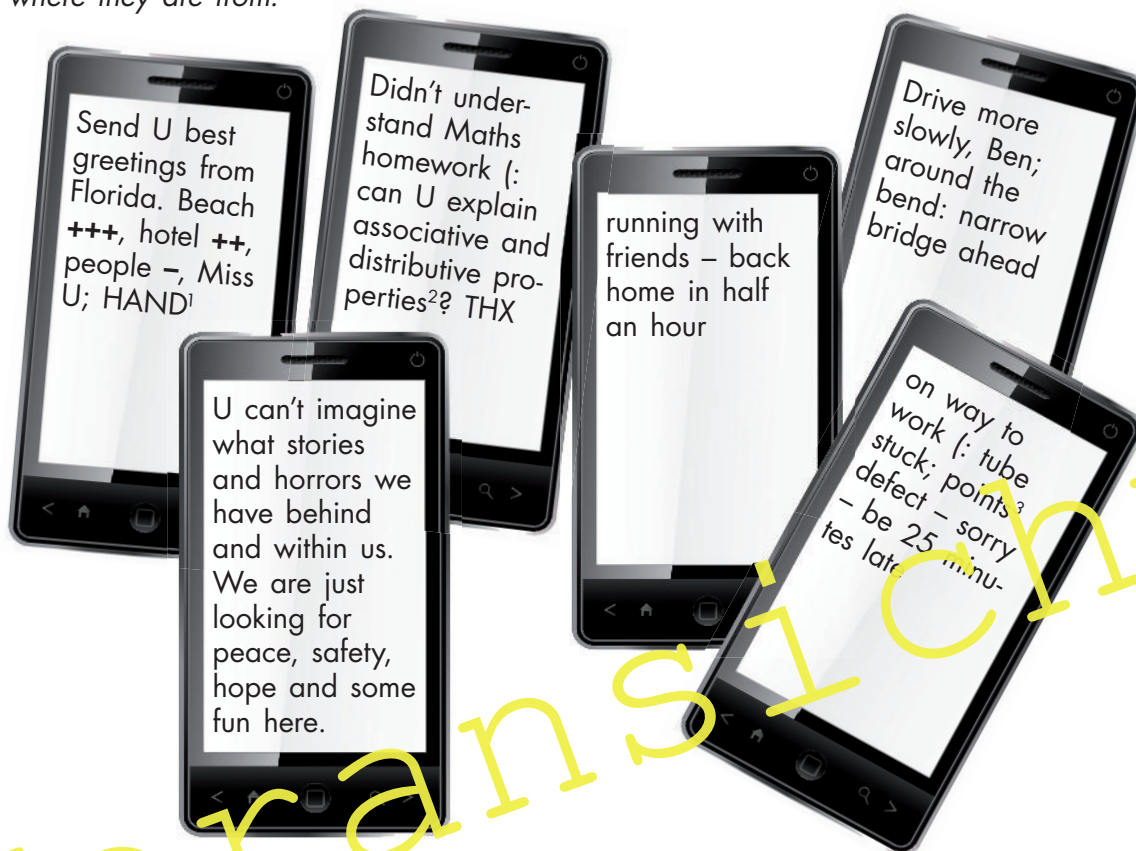 where they are from.
Send U best
greetings from
Florida. Beach
+++, hotel ++,
people –, Miss
U; HAND¹
Didn't under-
stand Maths
homework (:
can U explain
associative and
distributive pro-
perties²? THX
running with
friends – back
home in half
an hour
Drive more
slowly, Ben;
around the
bend: narrow
bridge ahead
U can't imagine
what stories
and horrors we
have behind
and within us.
We are just
looking for
peace, safety,
hope and some
fun here.
on way to
work (: tube
stuck; points³
defect – sorry
– be 25 minu-
tes late